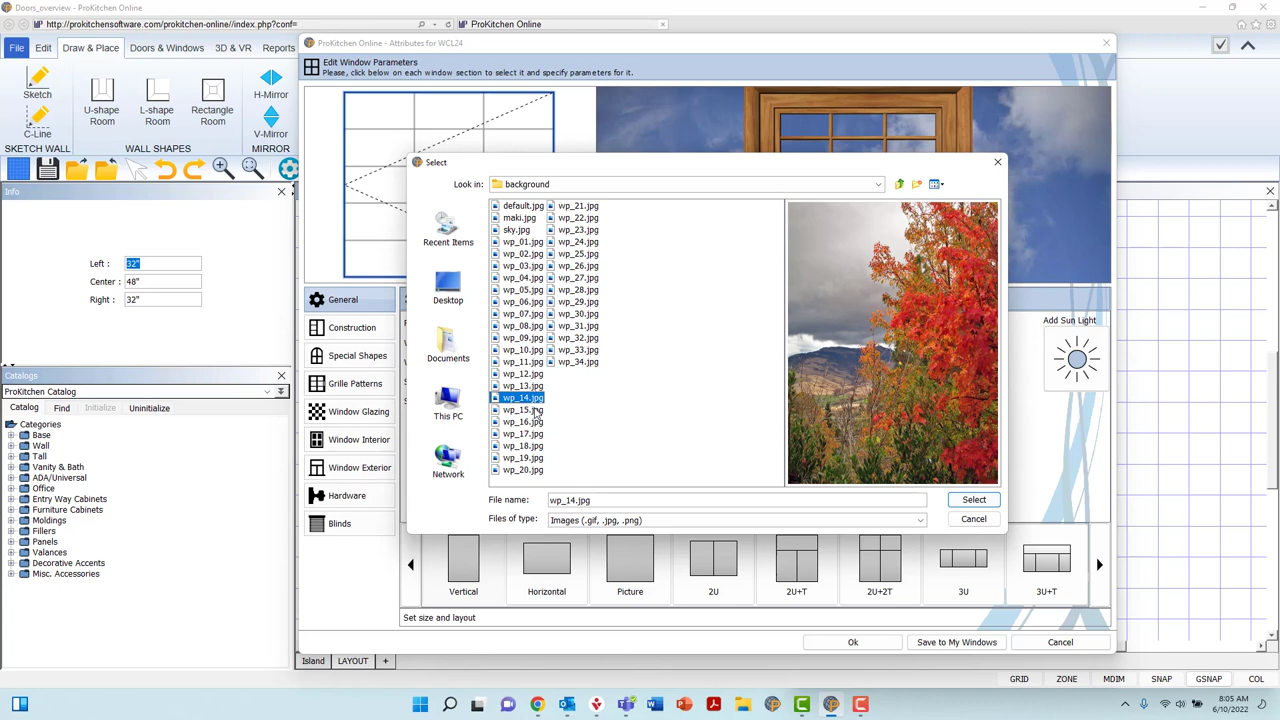 Doors_overview - ProKitchen Online
http://prokitchensoftware.com/prokitchen-online//index.php?conf=
ProKitchen Online
File Edit Draw & Place Doors & Windows 3D & VR Reports
Sketch
C-Line
SKETCH WALL
U-shape Room
L-shape Room
Rectangle Room
WALL SHAPES
H-Mirror
V-Mirror
MIRROR
Info
Left : 32"
Center : 48"
Right : 32"
Catalogs
ProKitchen Catalog
Catalog Find Initialize Uninitialize
Categories
Base
Wall
Tall
Vanity & Bath
ADA/Universal
Office
Entry Way Cabinets
Furniture Cabinets
Moldings
Fillers
Panels
Valances
Decorative Accents
Misc. Accessories
ProKitchen Online - Attributes for WCL24
Edit Window Parameters
Please, click below on each window section to select it and specify parameters for it.
General
Construction
Special Shapes
Grille Patterns
Window Glazing
Window Interior
Window Exterior
Hardware
Blinds
Add Sun Light
Select
Look in: background
Recent Items
Desktop
Documents
This PC
Network
default.jpg
maki.jpg
sky.jpg
wp_01.jpg
wp_02.jpg
wp_03.jpg
wp_04.jpg
wp_05.jpg
wp_06.jpg
wp_07.jpg
wp_08.jpg
wp_09.jpg
wp_10.jpg
wp_11.jpg
wp_12.jpg
wp_13.jpg
wp_14.jpg
wp_15.jpg
wp_16.jpg
wp_17.jpg
wp_18.jpg
wp_19.jpg
wp_20.jpg
wp_21.jpg
wp_22.jpg
wp_23.jpg
wp_24.jpg
wp_25.jpg
wp_26.jpg
wp_27.jpg
wp_28.jpg
wp_29.jpg
wp_30.jpg
wp_31.jpg
wp_32.jpg
wp_33.jpg
wp_34.jpg
File name: wp_14.jpg
Files of type: Images (.gif, .jpg, .png)
Select
Cancel
Vertical Horizontal Picture 2U 2U+T 2U+2T 3U 3U+T
Set size and layout
Ok Save to My Windows Cancel
Island LAYOUT +
GRID ZONE MDIM SNAP GSNAP COL
8:05 AM
6/10/2022